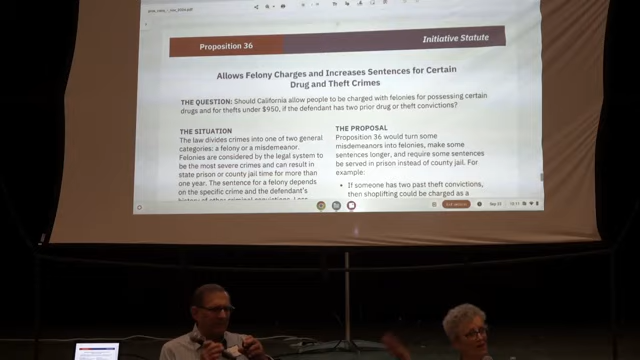 Proposition 36
Initiative Statute
Allows Felony Charges and Increases Sentences for Certain
Drug and Theft Crimes
THE QUESTION: Should California allow people to be charged with felonies for possessing certain
drugs and for thefts under $950, if the defendant has two prior drug or theft convictions?
THE SITUATION
The law divides crimes into one of two general
categories: a felony or a misdemeanor.
Felonies are considered by the legal system to
be the most severe crimes and can result in
state prison or county jail time for more than
one year. The sentence for a felony depends
on the specific crime and the defendant's
history of other criminal convictions. Less
THE PROPOSAL
Proposition 36 would turn some
misdemeanors into felonies, make some
sentences longer, and require some sentences
be served in prison instead of county jail. For
example:
• If someone has two past theft convictions,
then shoplifting could be charged as a